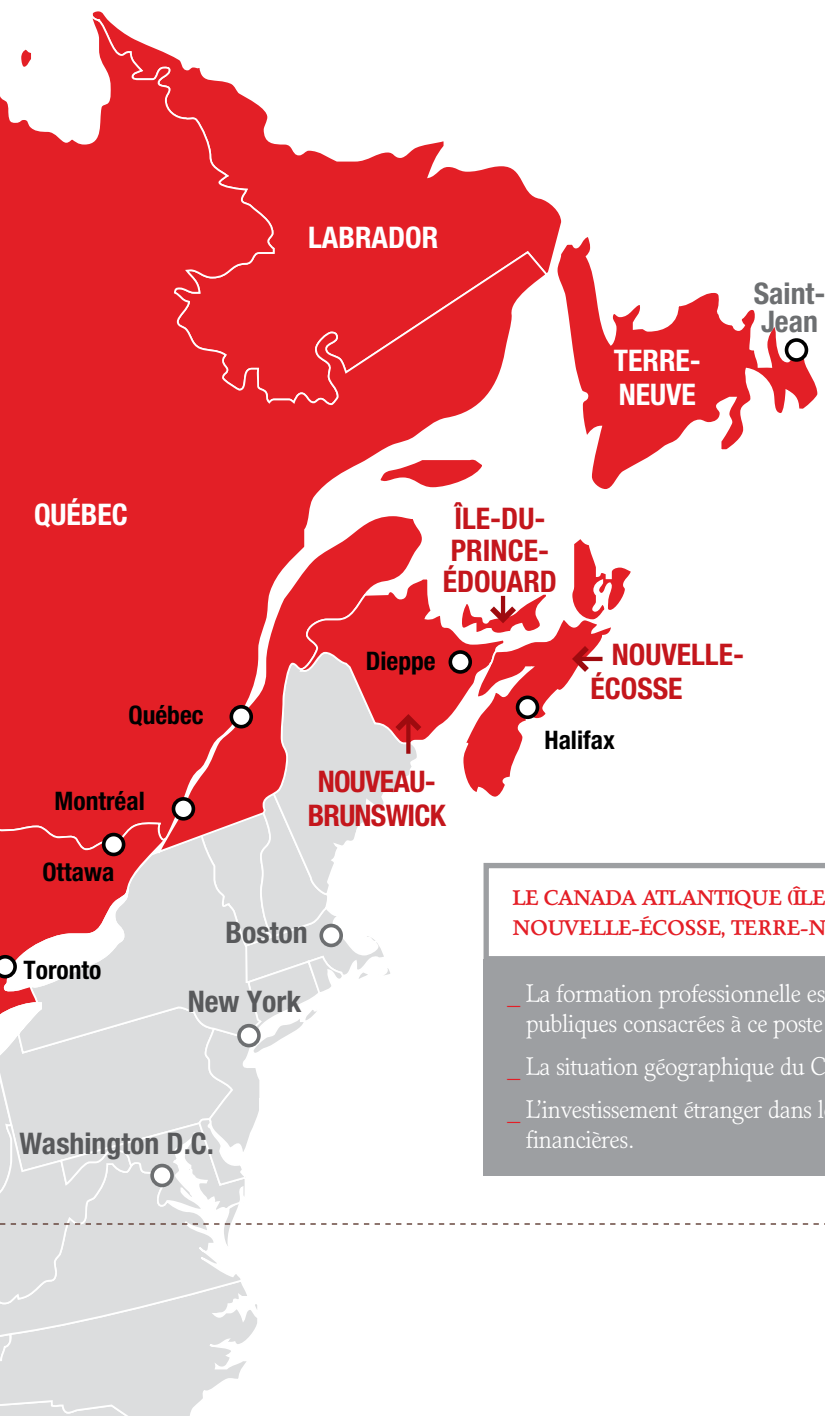 LABRADOR
Saint-
Jean
TERRE-
NEUVE
QUÉBEC
ÎLE-DU-
PRINCE-
ÉDOUARD
Dieppe
NOUVELLE-
ÉCOSSE
Québec
Halifax
NOUVEAU-
BRUNSWICK
Montréal
Ottawa
Boston
Toronto
New York
Washington D.C.
LE CANADA ATLANTIQUE (ÎLE
NOUVELLE-ÉCOSSE, TERRE-N
_ La formation professionnelle es
publiques consacrées à ce poste
_ La situation géographique du C
_ L'investissement étranger dans l
financières.